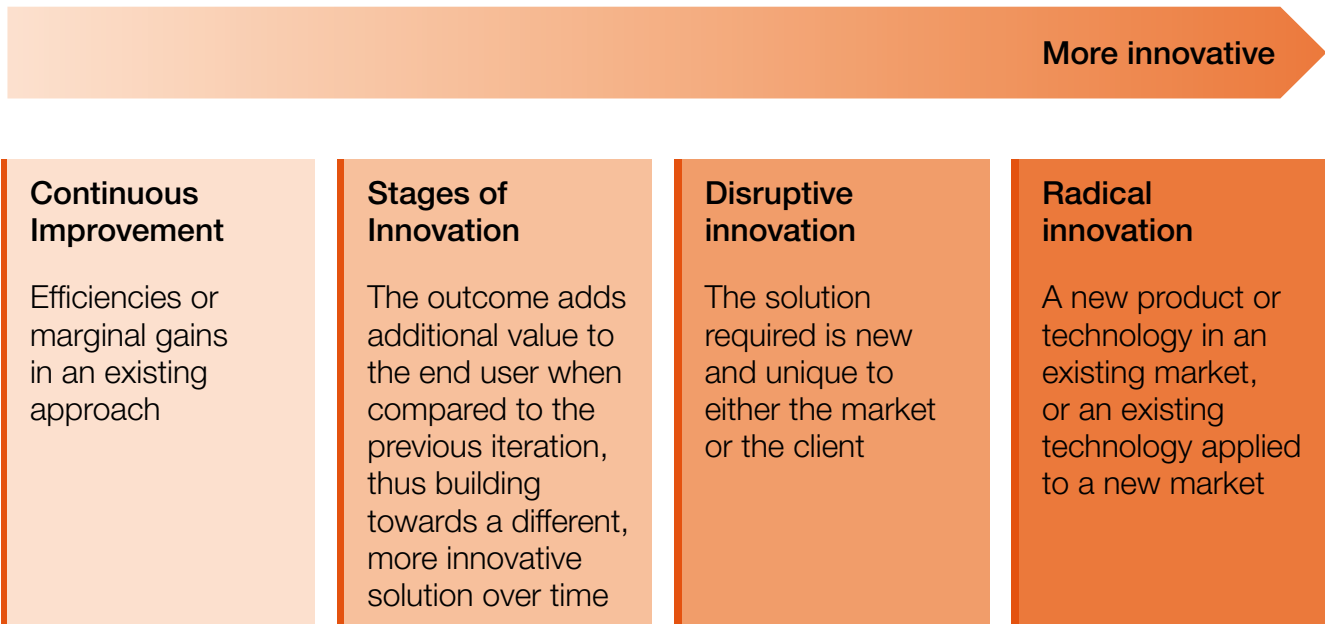 More innovative
Continuous
Improvement
Efficiencies or
marginal gains
in an existing
approach
Stages of
Innovation
The outcome adds
additional value to
the end user when
compared to the
previous iteration,
thus building
towards a different,
more innovative
solution over time
Disruptive
innovation
The solution
required is new
and unique to
either the market
or the client
Radical
innovation
A new product or
technology in an
existing market,
or an existing
technology applied
to a new market